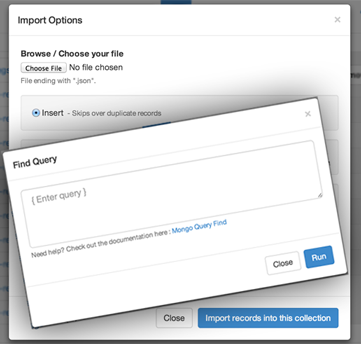 Import Options
×
Browse / Choose your file
Choose File No file chosen
File ending with ".json".
Insert - Skips over duplicate records
Find Query
×
{ Enter query }
Need help? Check out the documentation here : Mongo Query Find
Close
Run
Close
Import records into this collection